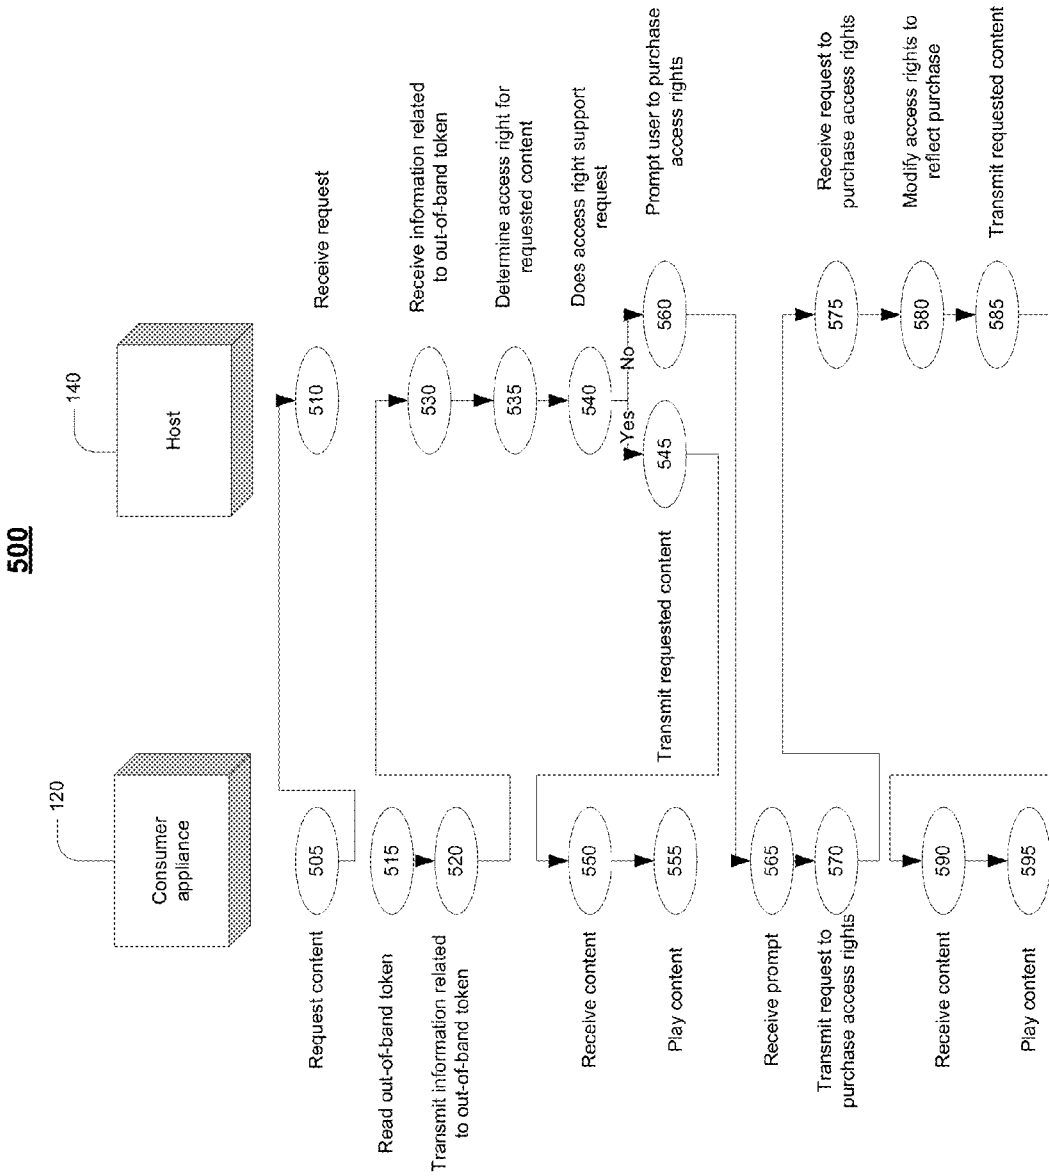 500
120
Consumer
appliance
140
Host
Request content
505
510
Receive request
Read out-of-band token
515
Transmit information related
to out-of-band token
520
530
Receive information related
to out-of-band token
535
Determine access right for
requested content
540
Does access right support
request
Yes
No
Transmit requested content
545
560
Prompt user to purchase
access rights
Receive content
550
Play content
555
Receive prompt
565
Transmit request to
purchase access rights
570
575
Receive request to
purchase access rights
580
Modify access rights to
reflect purchase
585
Transmit requested content
Receive content
590
Play content
595